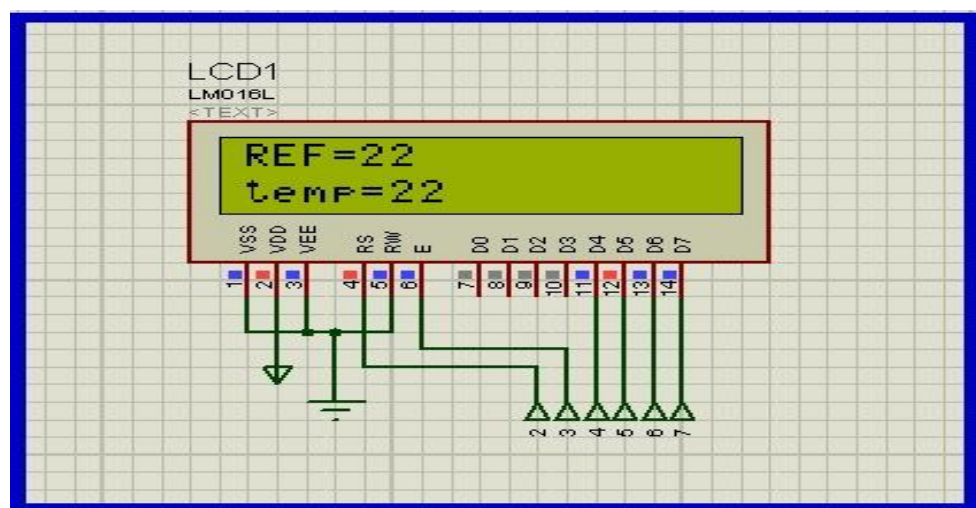 LCD1
LM016L
<TEXT>
REF=22
temp=22
VSS VDD VEE RS RW E D0 D1 D2 D3 D4 D5 D6 D7
1 2 3 4 5 6 7 8 9 10 11 12 13 14
2 3 4 5 6 7